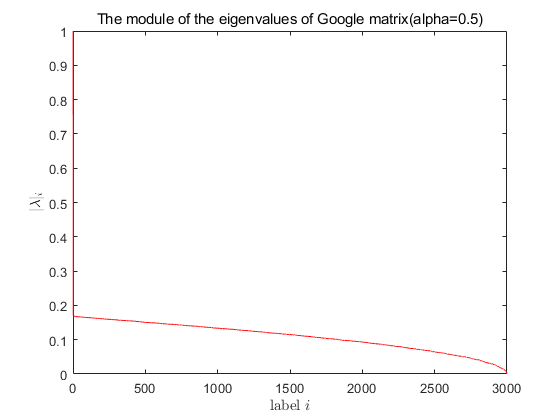 The module of the eigenvalues of Google matrix(alpha=0.5)
1
0.9
0.8
0.7
0.6
0.5
0.4
0.3
0.2
0.1
0
|λ|i
0 500 1000 1500 2000 2500 3000
label i